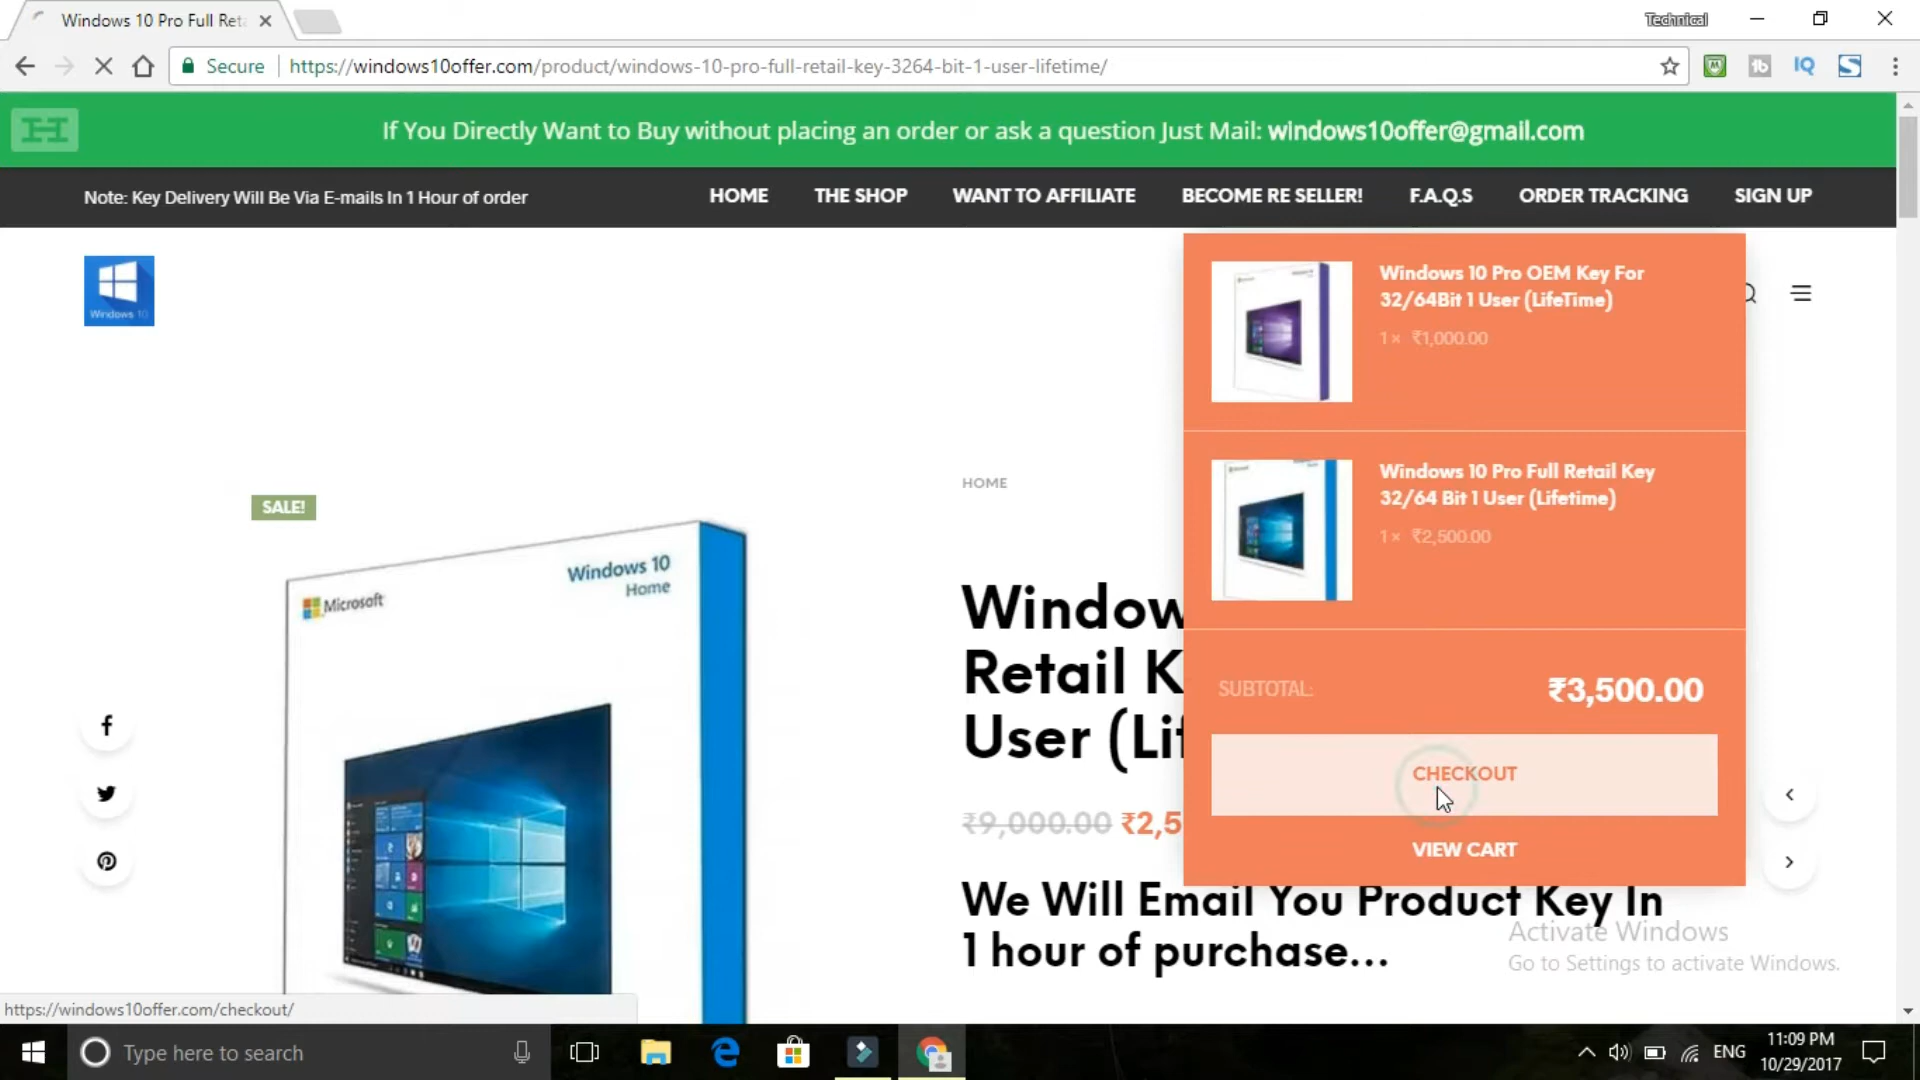 Windows 10 Pro Full Reta
Technical
Secure
https://windows10offer.com/product/windows-10-pro-full-retail-key-3264-bit-1-user-lifetime/
IQ
If You Directly Want to Buy without placing an order or ask a question Just Mail: windows10offer@gmail.com
Note: Key Delivery Will Be Via E-mails In 1 Hour of order
HOME
THE SHOP
WANT TO AFFILIATE
BECOME RE SELLER!
F.A.Q.S
ORDER TRACKING
SIGN UP
Windows 10
Windows 10 Pro OEM Key For
32/64Bit 1 User (LifeTime)
1 × ₹1,000.00
Windows 10 Pro Full Retail Key
32/64 Bit 1 User (Lifetime)
1 × ₹2,500.00
SUBTOTAL:
₹3,500.00
CHECKOUT
VIEW CART
HOME
SALE!
Microsoft
Windows 10
Home
Window
Retail K
User (Lif
₹9,000.00 ₹2,5
We Will Email You Product Key In
1 hour of purchase...
Activate Windows
Go to Settings to activate Windows.
https://windows10offer.com/checkout/
Type here to search
ENG
11:09 PM
10/29/2017